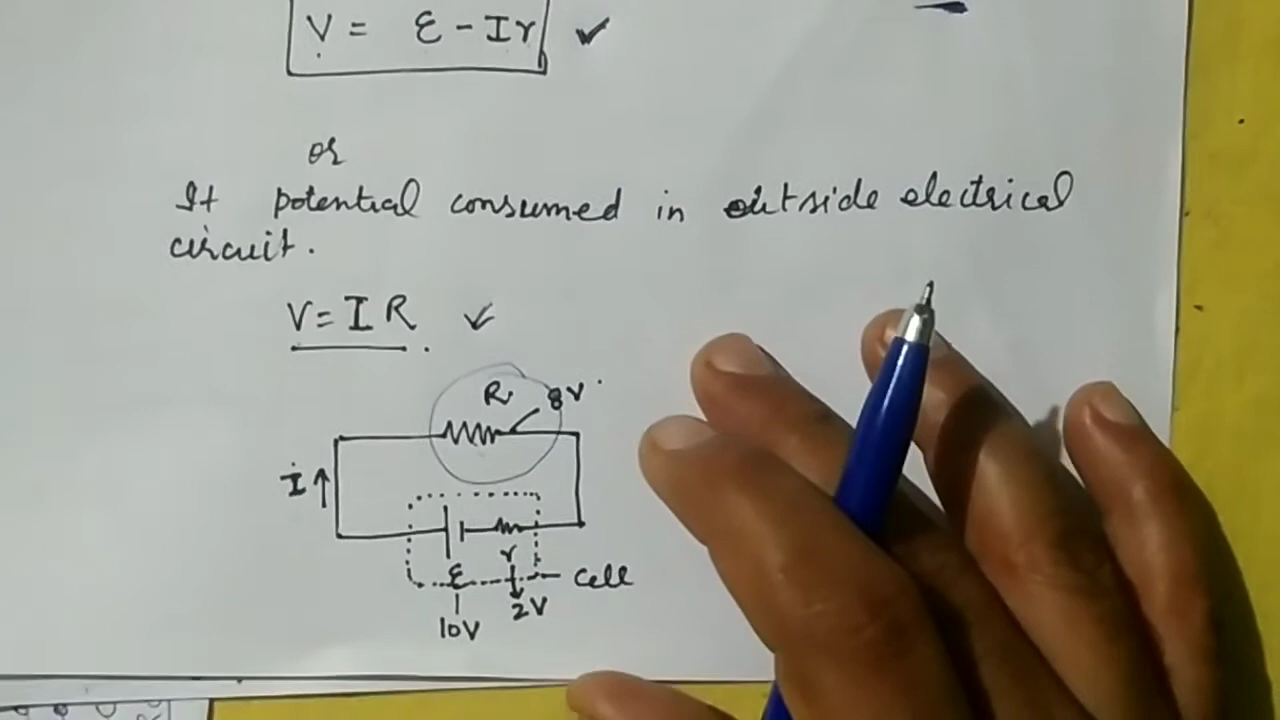 V = ε - Ir ✓
or
It potential consumed in outside electrical
circuit.
V = I R ✓
R
8V
I ↑
r
ε
Cell
2V
10V